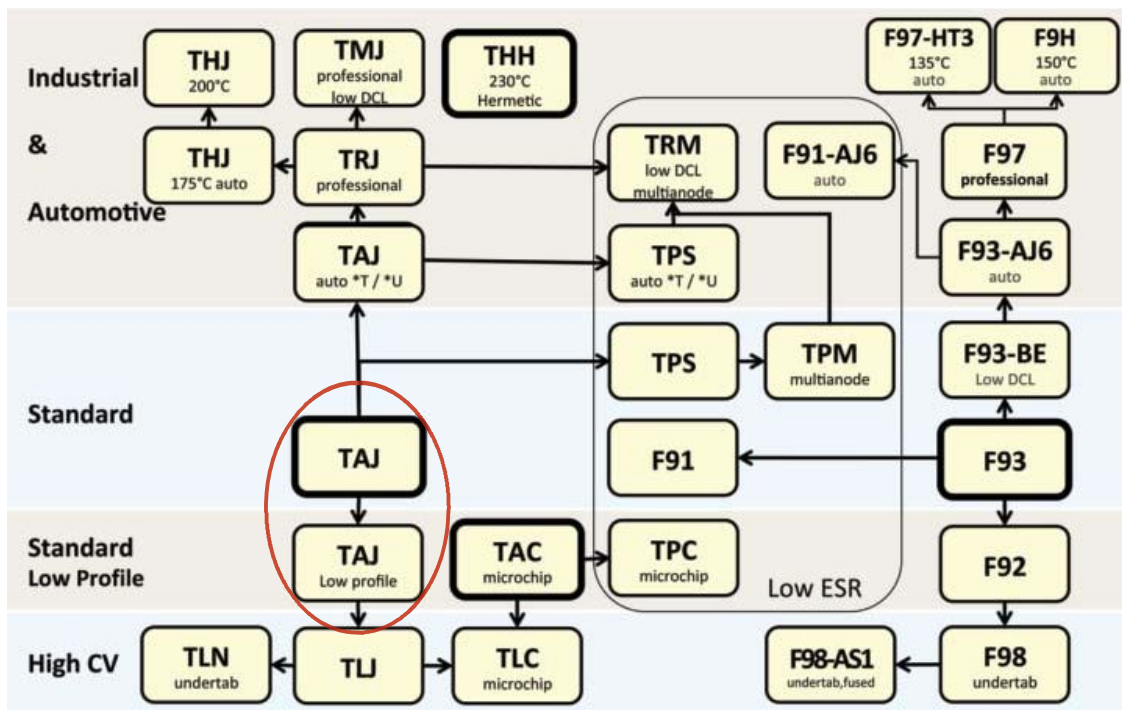 Industrial
&
Automotive
THJ
200°C
TMJ
professional
low DCL
THH
230°C
Hermetic
F97-HT3
135°C
auto
F9H
150°C
auto
THJ
175°C auto
TRJ
professional
TRM
low DCL
multianode
F91-AJ6
auto
F97
professional
TAJ
auto *T / *U
TPS
auto *T / *U
F93-AJ6
auto
Standard
TPS
TPM
multianode
F93-BE
Low DCL
TAJ
F91
F93
Standard
Low Profile
TAJ
Low profile
TAC
microchip
TPC
microchip
Low ESR
F92
High CV
TLN
undertab
TLJ
TLC
microchip
F98-AS1
undertab,fused
F98
undertab